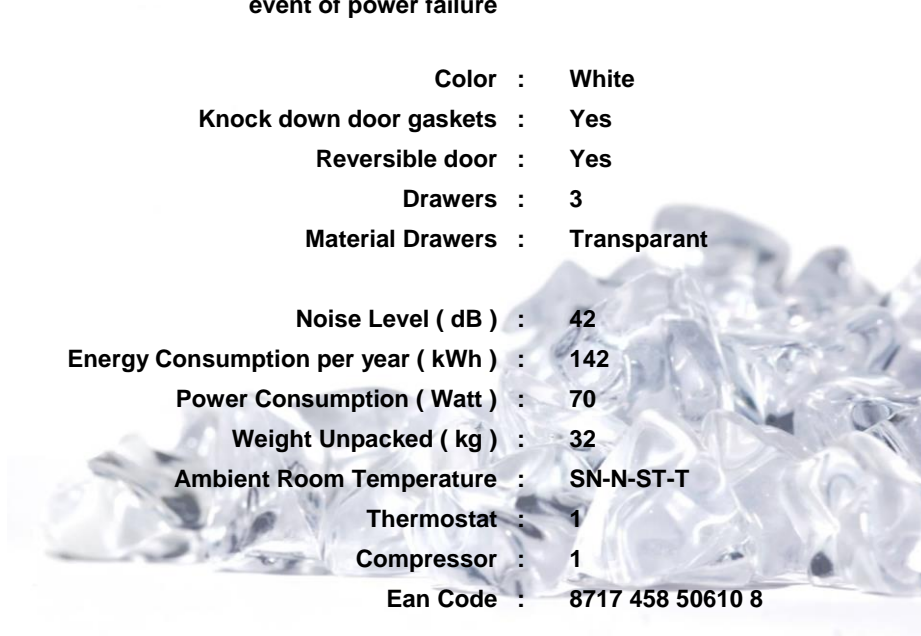 event of power failure
Color : White
Knock down door gaskets : Yes
Reversible door : Yes
Drawers : 3
Material Drawers : Transparant
Noise Level ( dB ) : 42
Energy Consumption per year ( kWh ) : 142
Power Consumption ( Watt ) : 70
Weight Unpacked ( kg ) : 32
Ambient Room Temperature : SN-N-ST-T
Thermostat : 1
Compressor : 1
Ean Code : 8717 458 50610 8